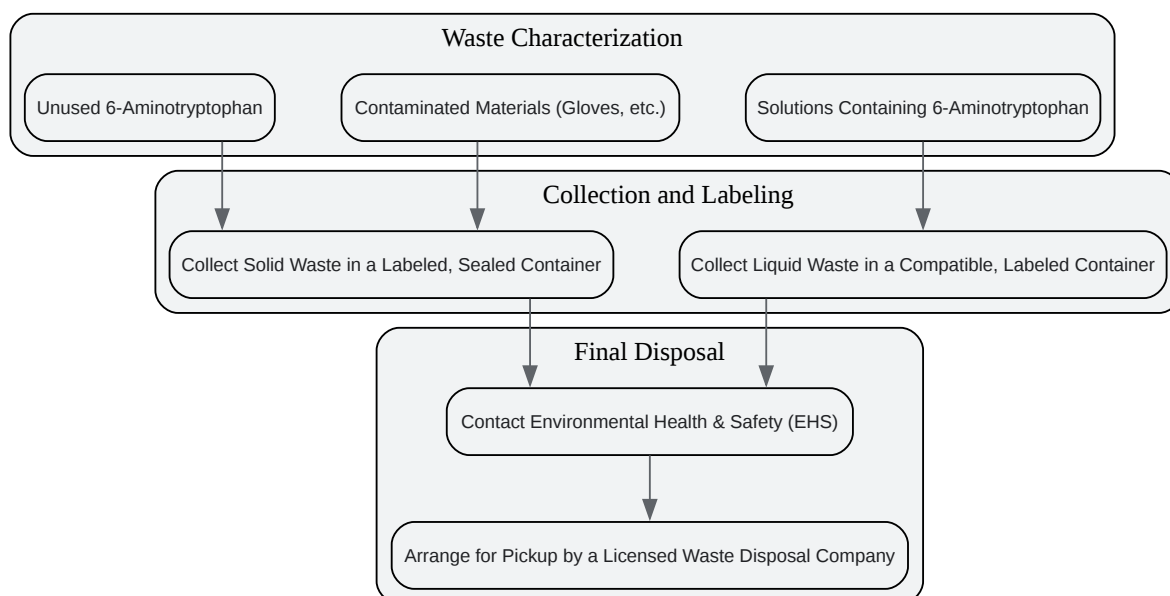 Waste Characterization
Unused 6-Aminotryptophan
Contaminated Materials (Gloves, etc.)
Solutions Containing 6-Aminotryptophan
Collection and Labeling
Collect Solid Waste in a Labeled, Sealed Container
Collect Liquid Waste in a Compatible, Labeled Container
Final Disposal
Contact Environmental Health & Safety (EHS)
Arrange for Pickup by a Licensed Waste Disposal Company